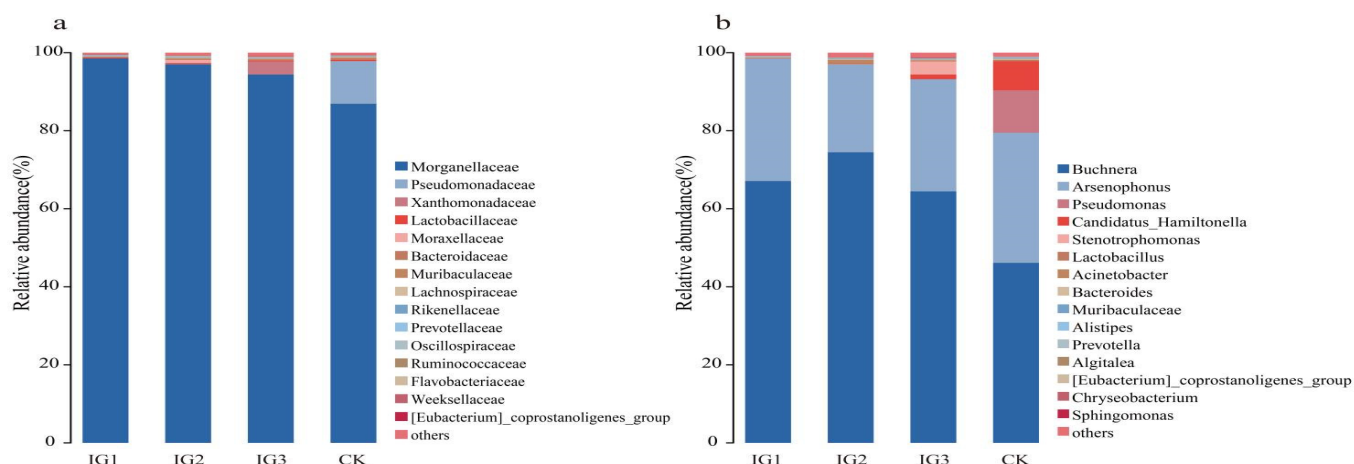 a
Relative abundance(%)
100
80
60
40
20
0
IG1 IG2 IG3 CK
Morganellaceae
Pseudomonadaceae
Xanthomonadaceae
Lactobacillaceae
Moraxellaceae
Bacteroidaceae
Muribaculaceae
Lachnospiraceae
Rikenellaceae
Prevotellaceae
Oscillospiraceae
Ruminococcaceae
Flavobacteriaceae
Weeksellaceae
[Eubacterium]_coprostanoligenes_group
others
b
Relative abundance(%)
100
80
60
40
20
0
IG1 IG2 IG3 CK
Buchnera
Arsenophonus
Pseudomonas
Candidatus_Hamiltonella
Stenotrophomonas
Lactobacillus
Acinetobacter
Bacteroides
Muribaculaceae
Alistipes
Prevotella
Algitalea
[Eubacterium]_coprostanoligenes_group
Chryseobacterium
Sphingomonas
others